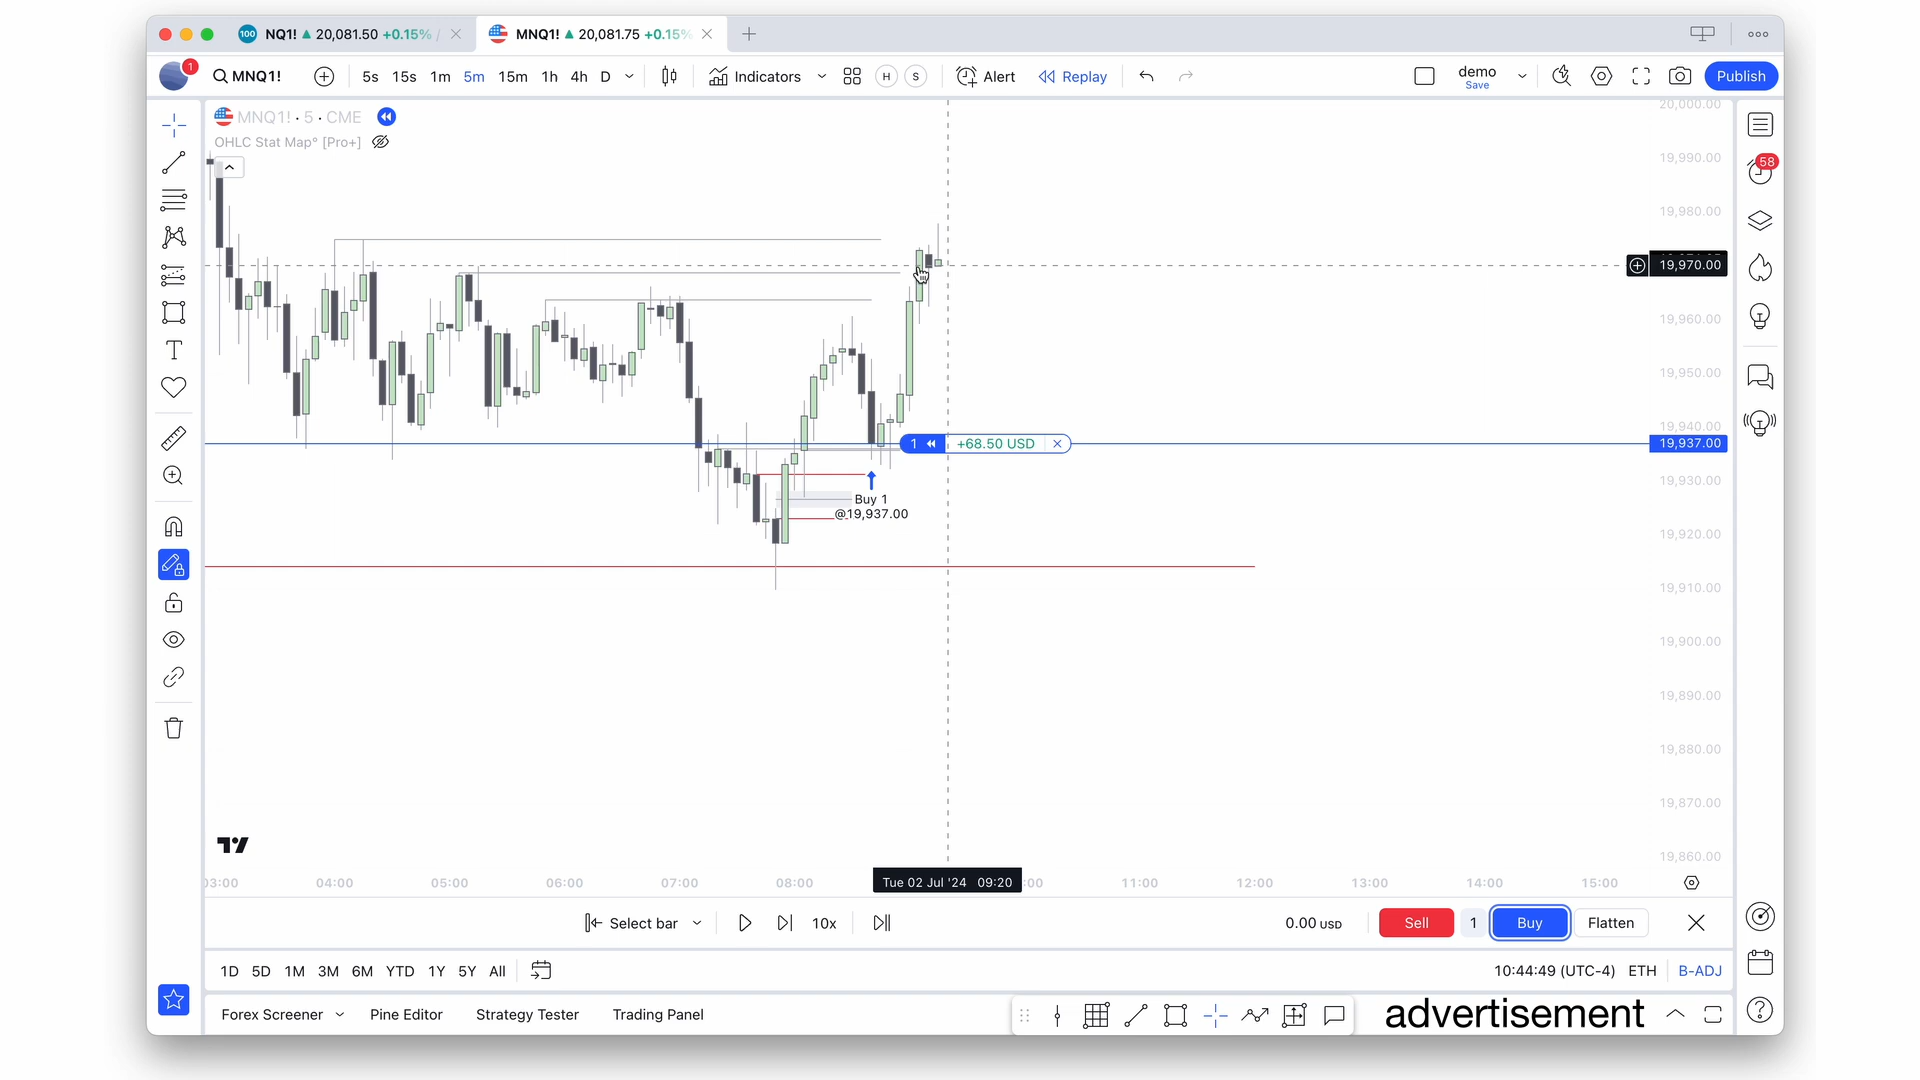 NQ1! ▲ 20,081.50 +0.15% /
MNQ1! ▲ 20,081.75 +0.15%
1
MNQ1!
5s 15s 1m 5m 15m 1h 4h D
Indicators
H S
Alert
Replay
demo
Save
Publish
MNQ1! · 5 · CME
OHLC Stat Map° [Pro+]
58
20,000.00
19,990.00
19,980.00
19,970.00
19,960.00
19,950.00
19,940.00
1 +68.50 USD
19,937.00
19,930.00
Buy 1
@19,937.00
19,920.00
19,910.00
19,900.00
19,890.00
19,880.00
19,870.00
19,860.00
03:00 04:00 05:00 06:00 07:00 08:00 Tue 02 Jul '24 09:20 :00 11:00 12:00 13:00 14:00 15:00
Select bar 10x 0.00 USD Sell 1 Buy Flatten
1D 5D 1M 3M 6M YTD 1Y 5Y All 10:44:49 (UTC-4) ETH B-ADJ
Forex Screener Pine Editor Strategy Tester Trading Panel advertisement